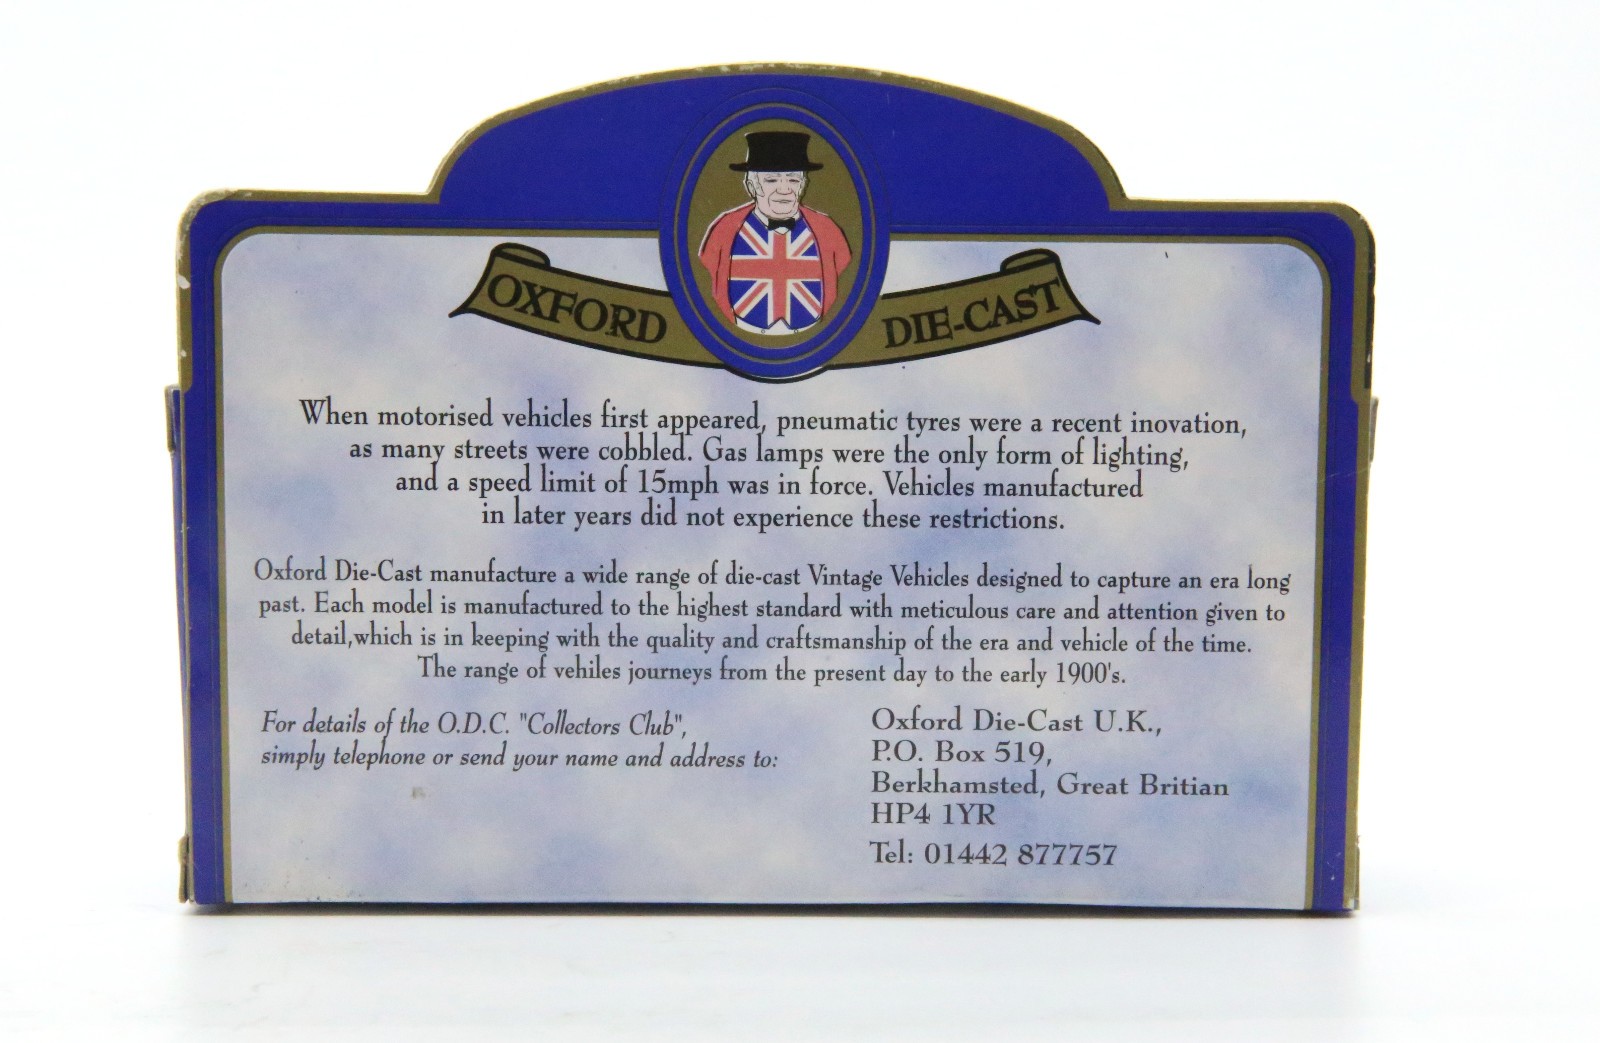 OXFORD DIE-CAST
When motorised vehicles first appeared, pneumatic tyres were a recent inovation,
as many streets were cobbled. Gas lamps were the only form of lighting,
and a speed limit of 15mph was in force. Vehicles manufactured
in later years did not experience these restrictions.
Oxford Die-Cast manufacture a wide range of die-cast Vintage Vehicles designed to capture an era long
past. Each model is manufactured to the highest standard with meticulous care and attention given to
detail,which is in keeping with the quality and craftsmanship of the era and vehicle of the time.
The range of vehiles journeys from the present day to the early 1900's.
For details of the O.D.C. "Collectors Club",
simply telephone or send your name and address to:
Oxford Die-Cast U.K.,
P.O. Box 519,
Berkhamsted, Great Britian
HP4 1YR
Tel: 01442 877757